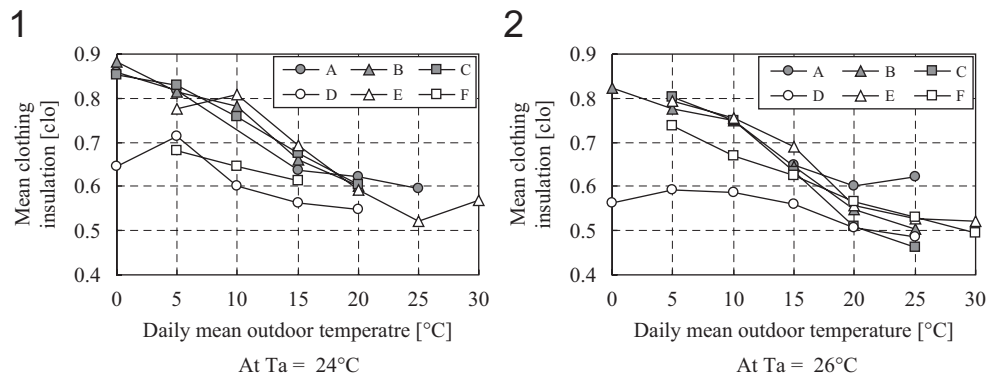 1
Mean clothing
insulation [clo]
0.9
0.8
0.7
0.6
0.5
0.4
A B C
D E F
0 5 10 15 20 25 30
Daily mean outdoor temperatre [°C]
At Ta = 24°C
2
Mean clothing
insulation [clo]
0.9
0.8
0.7
0.6
0.5
0.4
A B C
D E F
0 5 10 15 20 25 30
Daily mean outdoor temperature [°C]
At Ta = 26°C